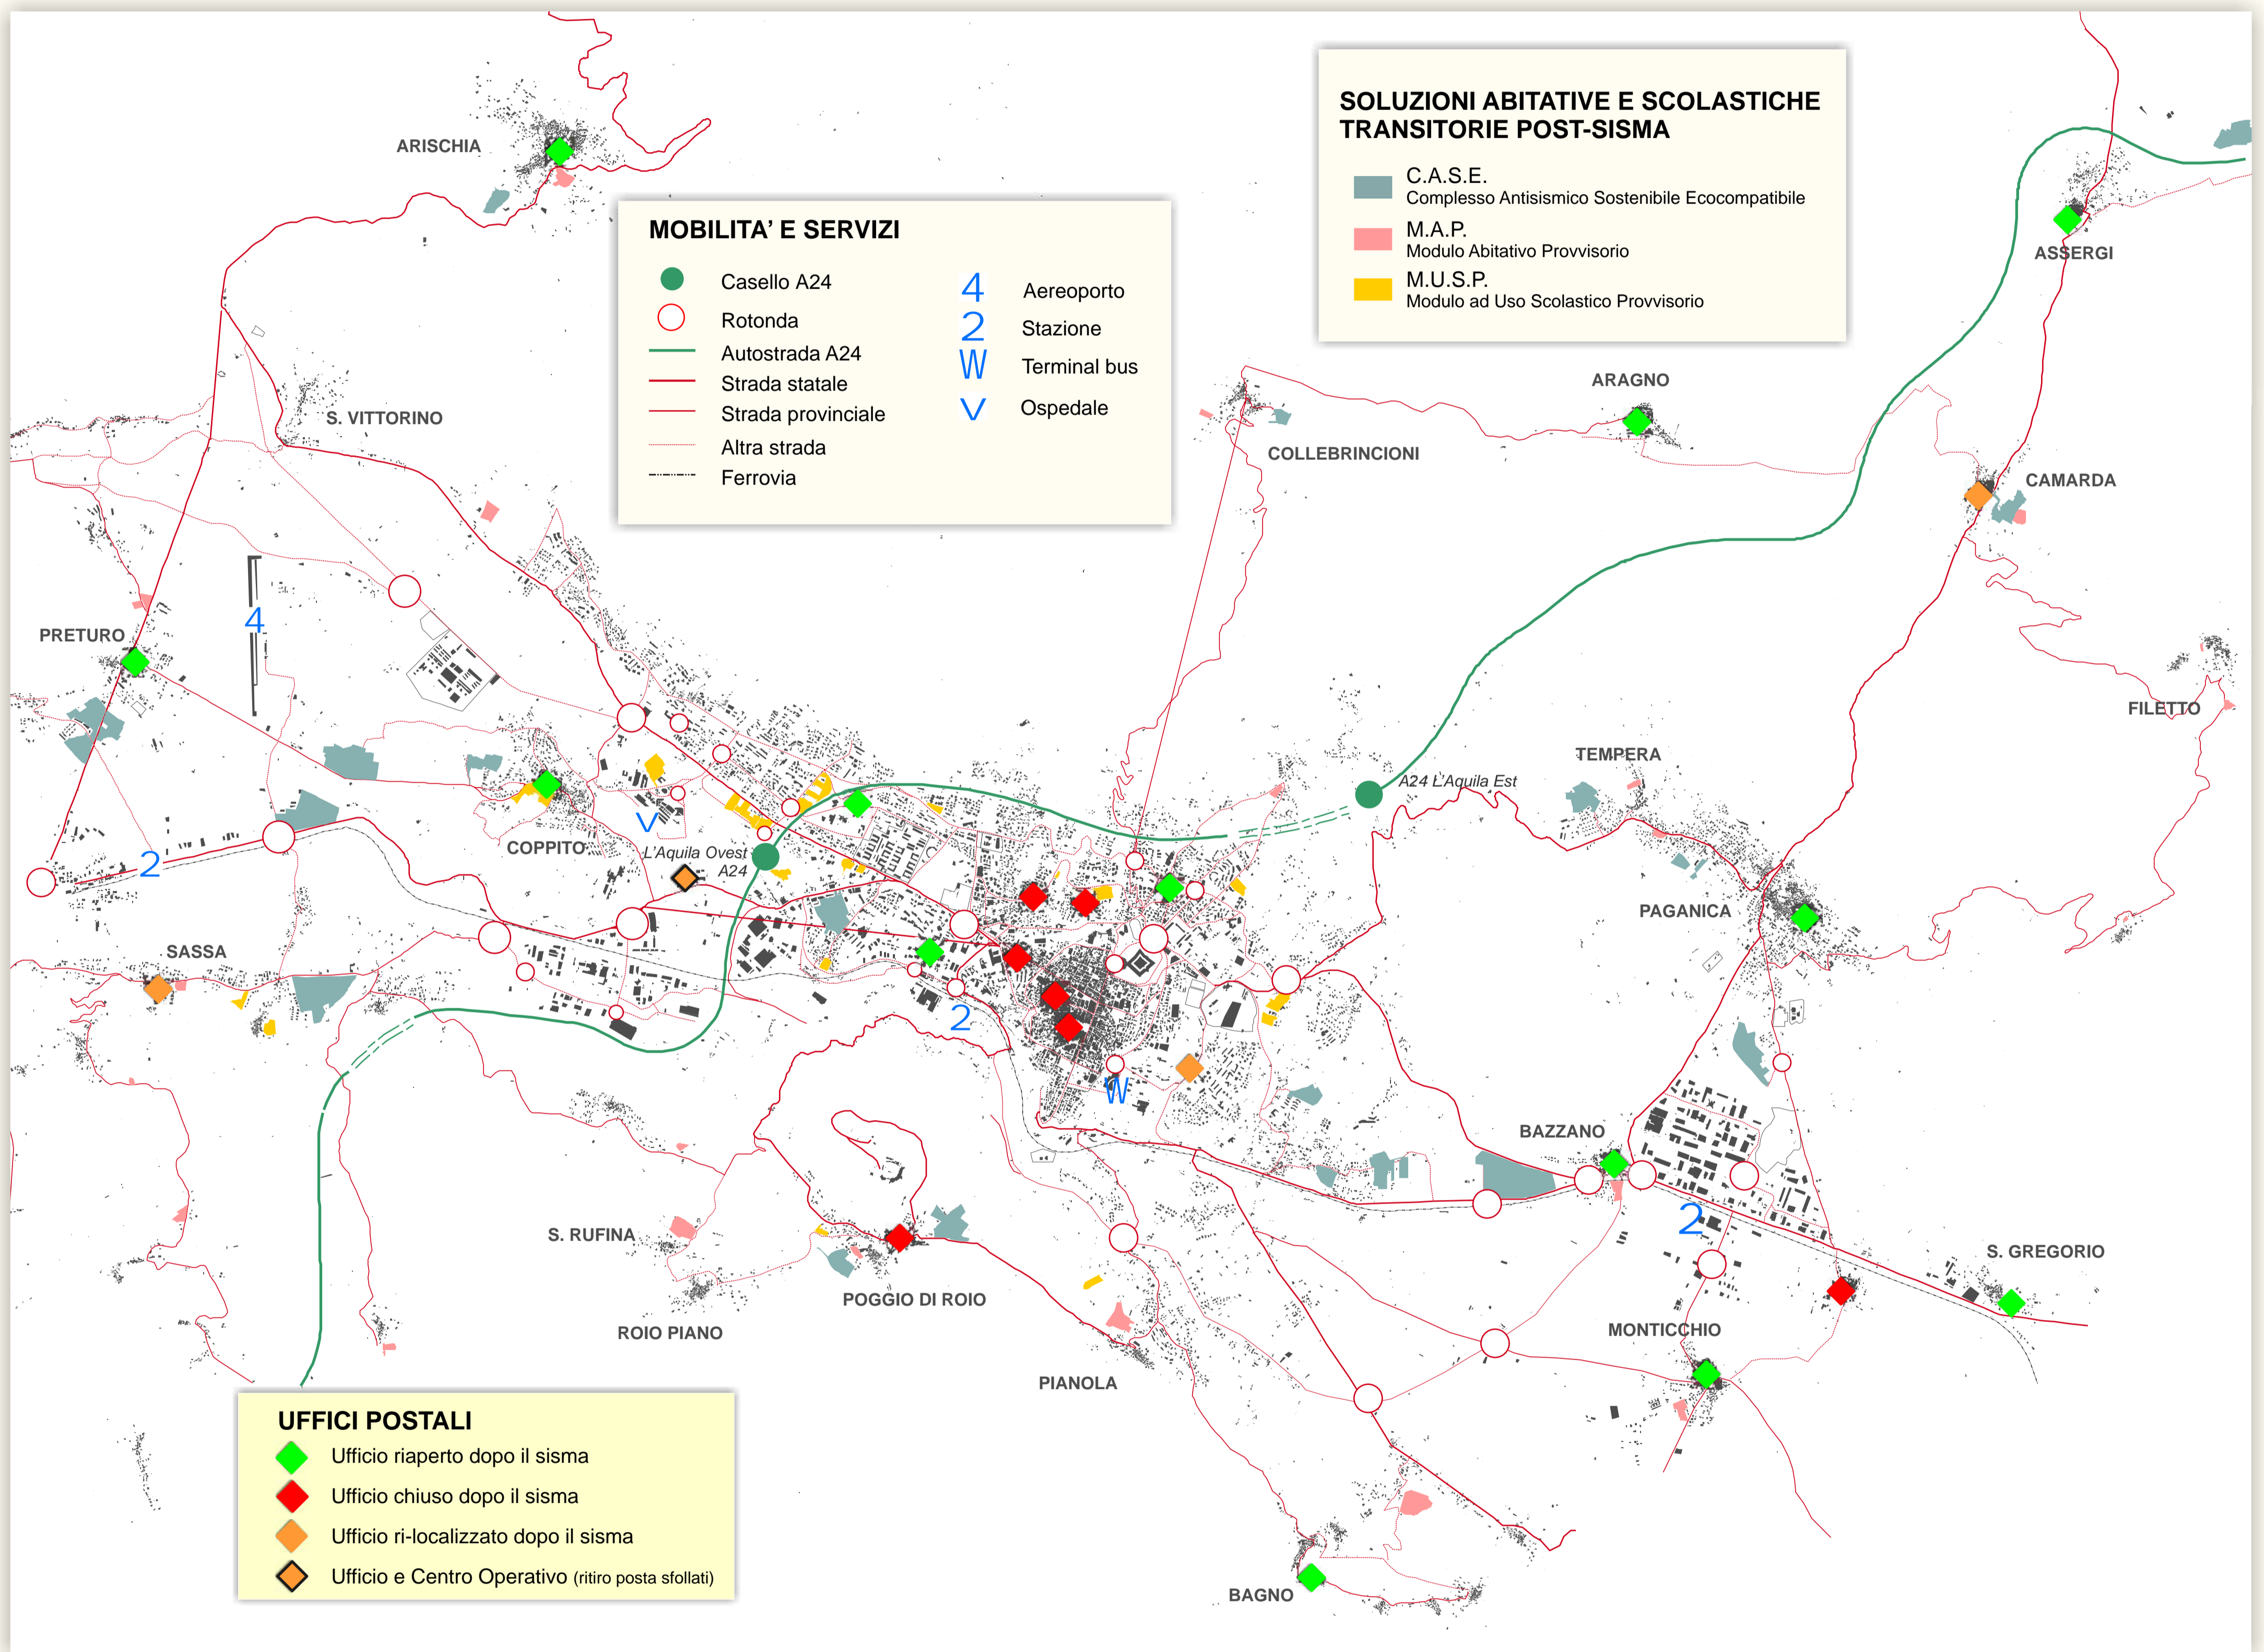 SOLUZIONI ABITATIVE E SCOLASTICHE
TRANSITORIE POST-SISMA
C.A.S.E.
Complesso Antisismico Sostenibile Ecocompatibile
M.A.P.
Modulo Abitativo Provvisorio
M.U.S.P.
Modulo ad Uso Scolastico Provvisorio
MOBILITA' E SERVIZI
Casello A24
Rotonda
Autostrada A24
Strada statale
Strada provinciale
Altra strada
Ferrovia
4 Aereoporto
2 Stazione
W Terminal bus
V Ospedale
ARISCHIA
ASSERGI
S. VITTORINO
ARAGNO
COLLEBRINCIONI
CAMARDA
PRETURO
4
FILETTO
TEMPERA
A24 L'Aquila Est
V
COPPITO
L'Aquila Ovest
A24
2
PAGANICA
SASSA
2
W
BAZZANO
2
S. RUFINA
S. GREGORIO
POGGIO DI ROIO
ROIO PIANO
MONTICCHIO
PIANOLA
BAGNO
UFFICI POSTALI
Ufficio riaperto dopo il sisma
Ufficio chiuso dopo il sisma
Ufficio ri-localizzato dopo il sisma
Ufficio e Centro Operativo (ritiro posta sfollati)